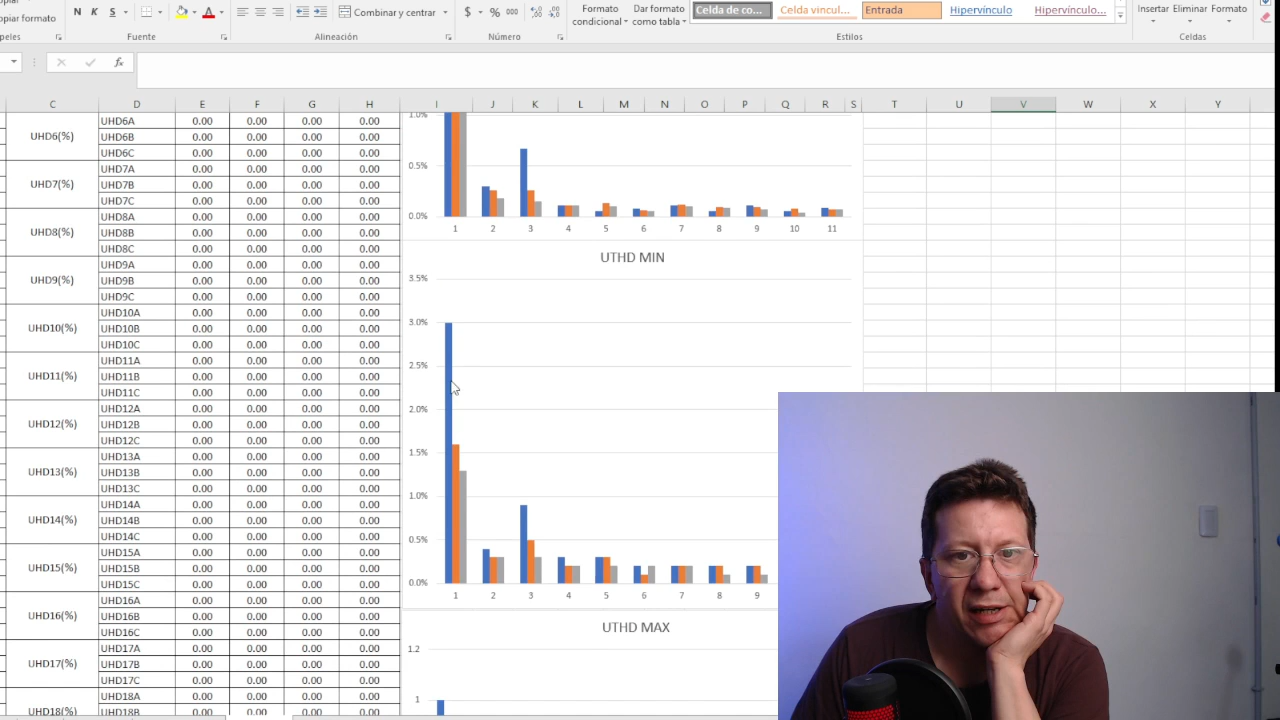 opiar
opiar formato
N K S A
Combinar y centrar
$ % 000
Formato condicional
Dar formato como tabla
Celda de co...
Celda vincul...
Entrada
Hipervínculo
Hipervínculo...
Insertar Eliminar Formato
peles Fuente Alineación Número Estilos Celdas
fx
C D E F G H I J K L M N O P Q R S T U V W X Y
UHD6(%)
UHD6A 0.00 0.00 0.00 0.00
UHD6B 0.00 0.00 0.00 0.00
UHD6C 0.00 0.00 0.00 0.00
UHD7(%)
UHD7A 0.00 0.00 0.00 0.00
UHD7B 0.00 0.00 0.00 0.00
UHD7C 0.00 0.00 0.00 0.00
UHD8(%)
UHD8A 0.00 0.00 0.00 0.00
UHD8B 0.00 0.00 0.00 0.00
UHD8C 0.00 0.00 0.00 0.00
UHD9(%)
UHD9A 0.00 0.00 0.00 0.00
UHD9B 0.00 0.00 0.00 0.00
UHD9C 0.00 0.00 0.00 0.00
UHD10(%)
UHD10A 0.00 0.00 0.00 0.00
UHD10B 0.00 0.00 0.00 0.00
UHD10C 0.00 0.00 0.00 0.00
UHD11(%)
UHD11A 0.00 0.00 0.00 0.00
UHD11B 0.00 0.00 0.00 0.00
UHD11C 0.00 0.00 0.00 0.00
UHD12(%)
UHD12A 0.00 0.00 0.00 0.00
UHD12B 0.00 0.00 0.00 0.00
UHD12C 0.00 0.00 0.00 0.00
UHD13(%)
UHD13A 0.00 0.00 0.00 0.00
UHD13B 0.00 0.00 0.00 0.00
UHD13C 0.00 0.00 0.00 0.00
UHD14(%)
UHD14A 0.00 0.00 0.00 0.00
UHD14B 0.00 0.00 0.00 0.00
UHD14C 0.00 0.00 0.00 0.00
UHD15(%)
UHD15A 0.00 0.00 0.00 0.00
UHD15B 0.00 0.00 0.00 0.00
UHD15C 0.00 0.00 0.00 0.00
UHD16(%)
UHD16A 0.00 0.00 0.00 0.00
UHD16B 0.00 0.00 0.00 0.00
UHD16C 0.00 0.00 0.00 0.00
UHD17(%)
UHD17A 0.00 0.00 0.00 0.00
UHD17B 0.00 0.00 0.00 0.00
UHD17C 0.00 0.00 0.00 0.00
UHD18(%)
UHD18A 0.00 0.00 0.00 0.00
UHD18B 0.00 0.00 0.00 0.00
1.0%
0.5%
0.0%
1 2 3 4 5 6 7 8 9 10 11
UTHD MIN
3.5%
3.0%
2.5%
2.0%
1.5%
1.0%
0.5%
0.0%
1 2 3 4 5 6 7 8 9
UTHD MAX
1.2
1